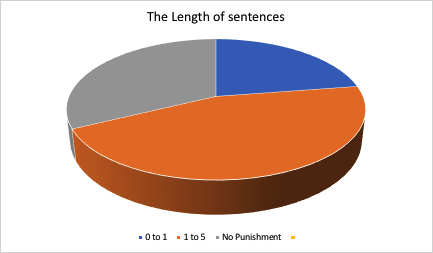 The Length of sentences
0 to 1 1 to 5 No Punishment